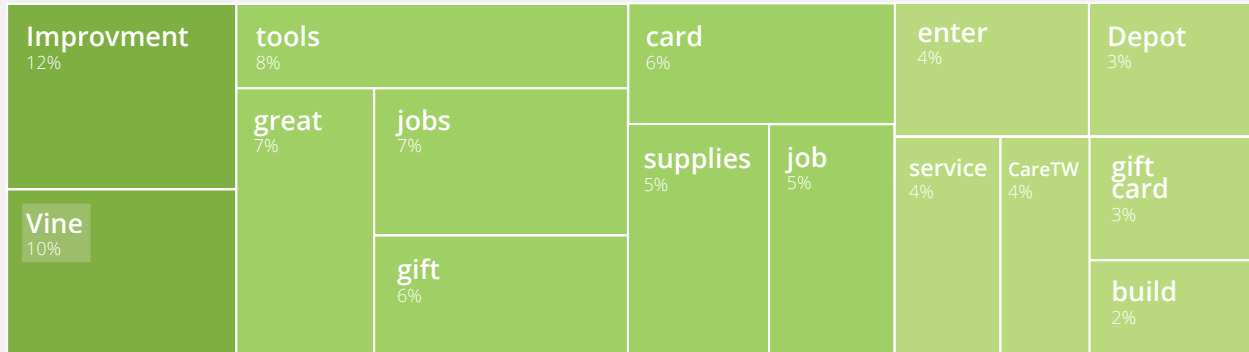 Improvment
12%
Vine
10%
tools
8%
great
7%
jobs
7%
gift
6%
card
6%
supplies
5%
job
5%
enter
4%
service
4%
CareTW
4%
Depot
3%
gift
card
3%
build
2%